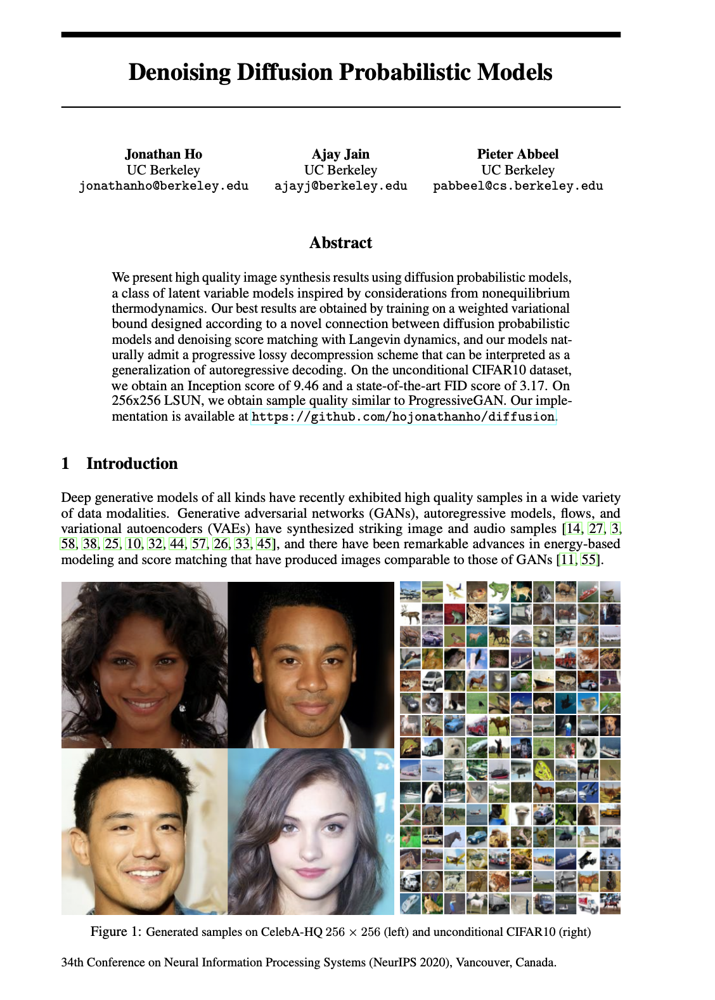 Denoising Diffusion Probabilistic Models
Jonathan Ho
UC Berkeley
jonathanho@berkeley.edu
Ajay Jain
UC Berkeley
ajayj@berkeley.edu
Pieter Abbeel
UC Berkeley
pabbeel@cs.berkeley.edu
Abstract
We present high quality image synthesis results using diffusion probabilistic models,
a class of latent variable models inspired by considerations from nonequilibrium
thermodynamics. Our best results are obtained by training on a weighted variational
bound designed according to a novel connection between diffusion probabilistic
models and denoising score matching with Langevin dynamics, and our models nat-
urally admit a progressive lossy decompression scheme that can be interpreted as a
generalization of autoregressive decoding. On the unconditional CIFAR10 dataset,
we obtain an Inception score of 9.46 and a state-of-the-art FID score of 3.17. On
256x256 LSUN, we obtain sample quality similar to ProgressiveGAN. Our imple-
mentation is available at https://github.com/hojonathanho/diffusion.
1 Introduction
Deep generative models of all kinds have recently exhibited high quality samples in a wide variety
of data modalities. Generative adversarial networks (GANs), autoregressive models, flows, and
variational autoencoders (VAEs) have synthesized striking image and audio samples [14, 27, 3,
58, 38, 25, 10, 32, 44, 57, 26, 33, 45], and there have been remarkable advances in energy-based
modeling and score matching that have produced images comparable to those of GANs [11, 55].
Figure 1: Generated samples on CelebA-HQ 256 × 256 (left) and unconditional CIFAR10 (right)
34th Conference on Neural Information Processing Systems (NeurIPS 2020), Vancouver, Canada.